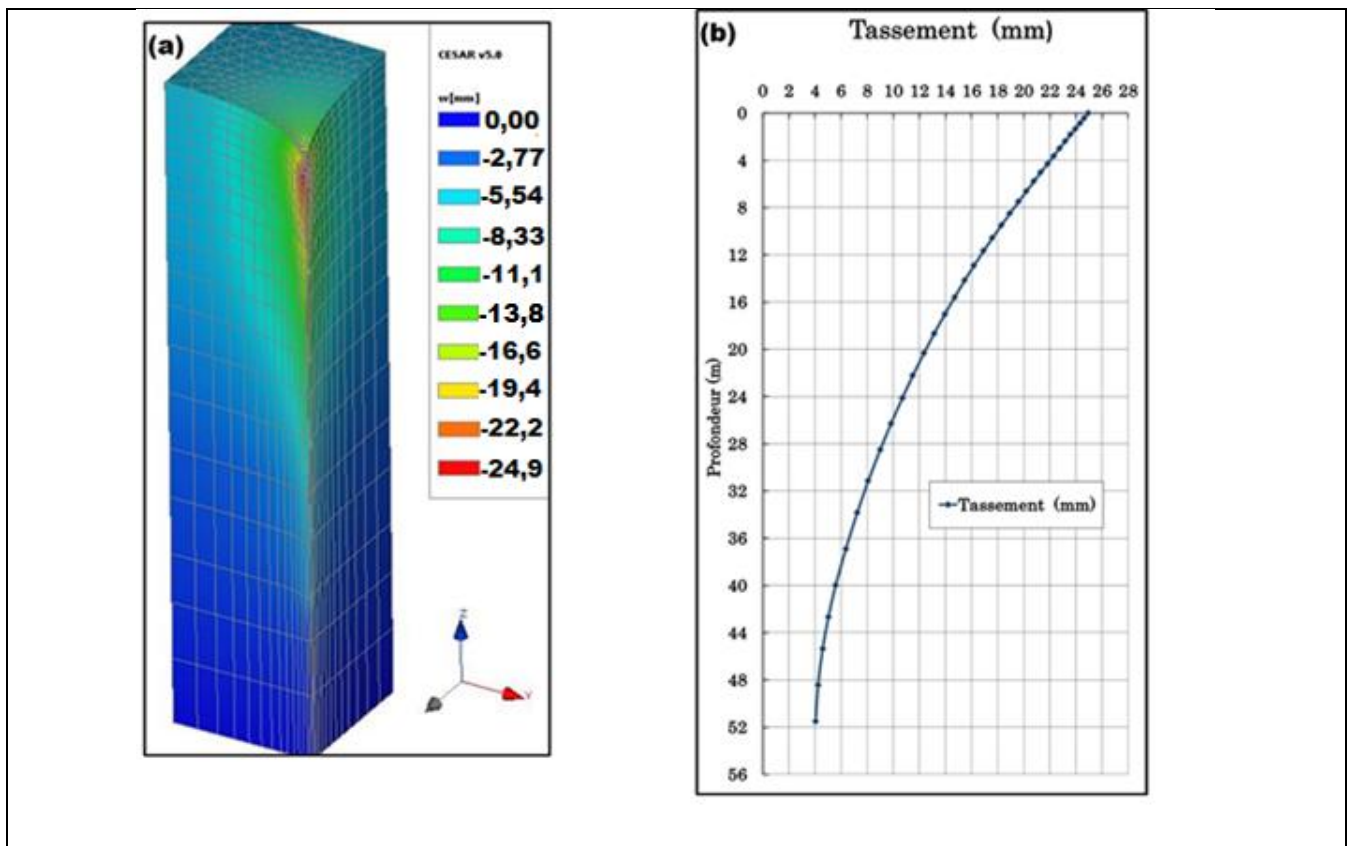 (a)
CESAR v5.0
w[mm]
0,00
-2,77
-5,54
-8,33
-11,1
-13,8
-16,6
-19,4
-22,2
-24,9
Z
Y
(b)
Tassement (mm)
0 2 4 6 8 10 12 14 16 18 20 22 24 26 28
0
4
8
12
16
20
24
28
32
36
40
44
48
52
56
Profondeur (m)
Tassement (mm)